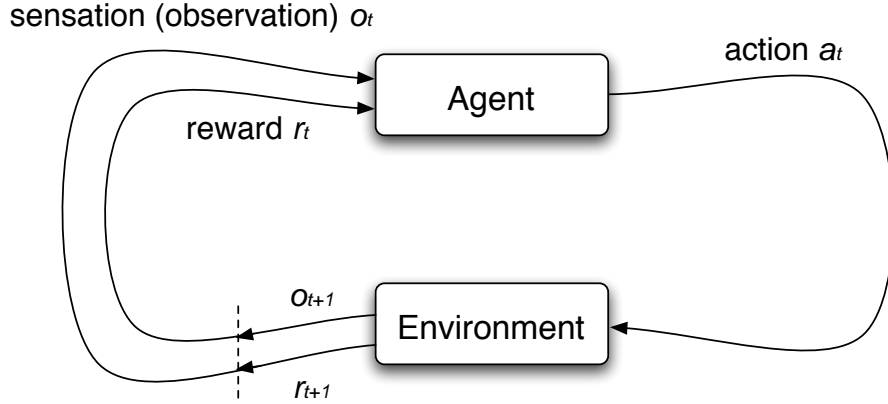 sensation (observation) oₜ
action aₜ
Agent
reward rₜ
oₜ₊₁
Environment
rₜ₊₁